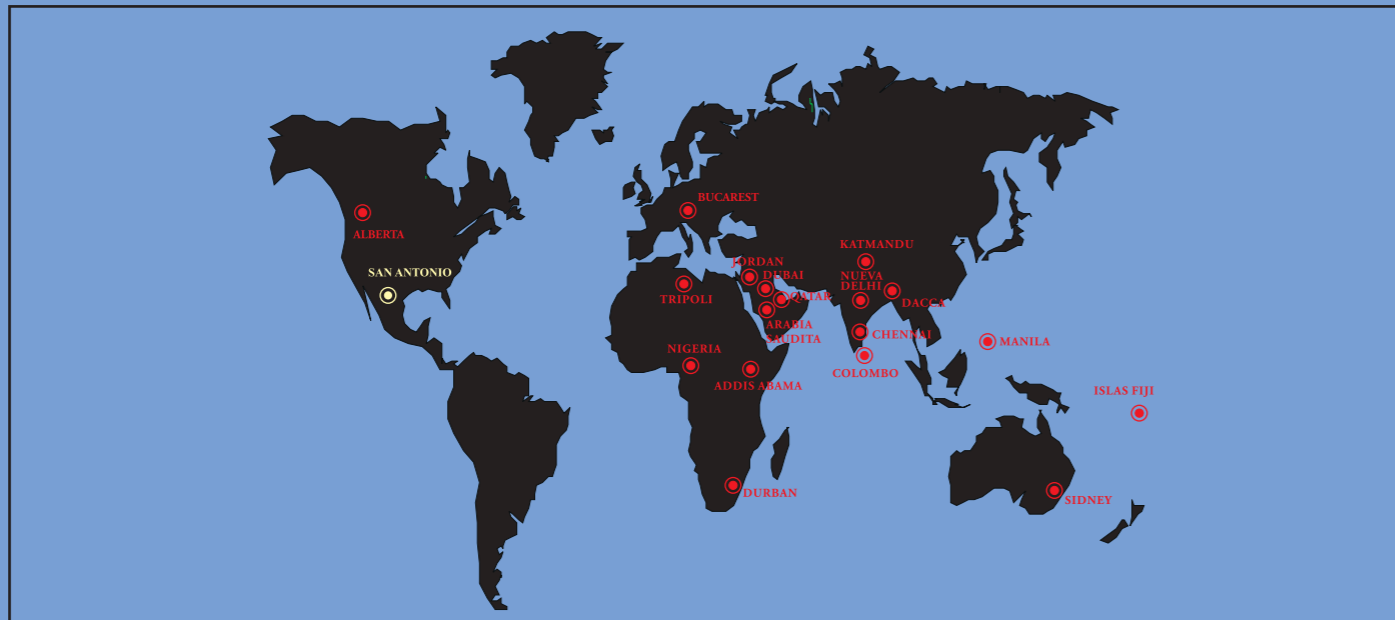 BUCAREST
ALBERTA
KATMANDU
JORDAN
SAN ANTONIO
DUBAI
NUEVA
DELHI
TRIPOLI
QATAR
DACCA
ARABIA
SAUDITA
CHENNAI
MANILA
NIGERIA
COLOMBO
ADDIS ABAMA
ISLAS FIJI
DURBAN
SIDNEY